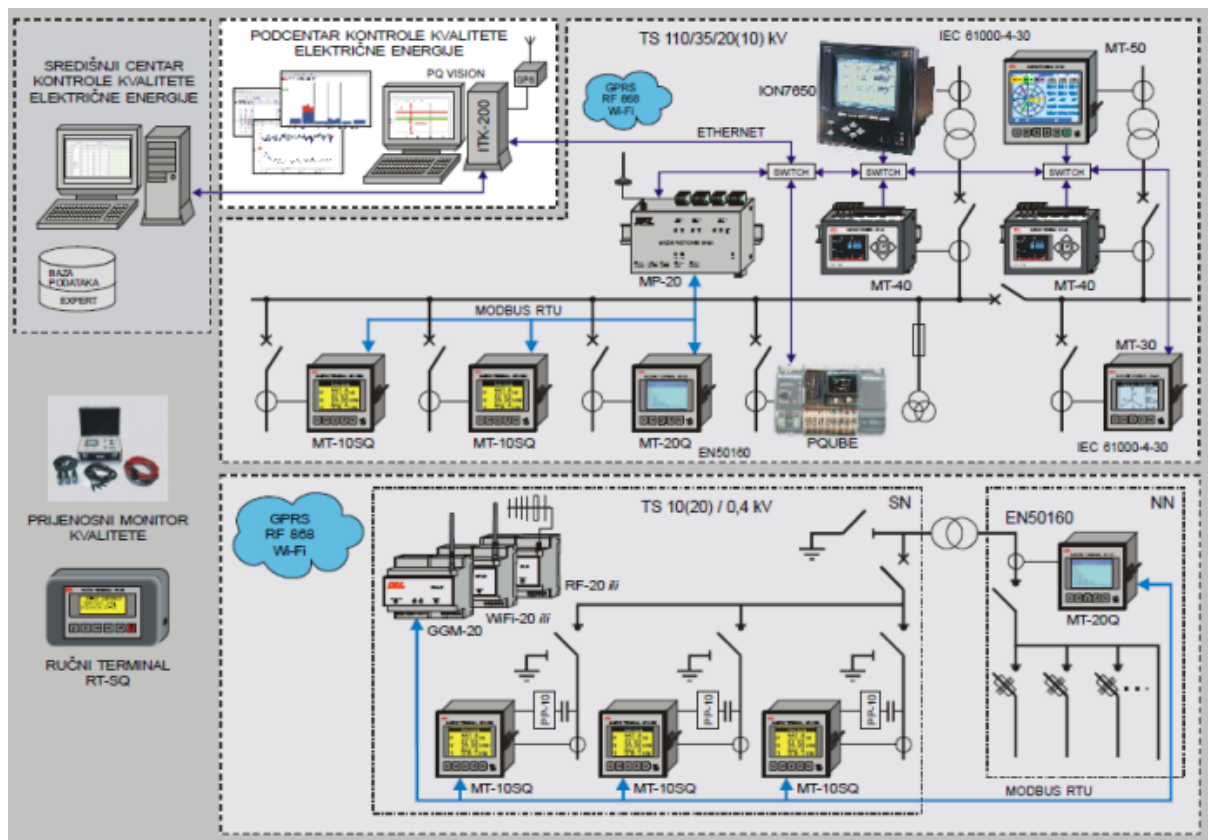 SREDIŠNJI CENTAR
KONTROLE KVALITETE
ELEKTRIČNE ENERGIJE
BAZA
PODATAKA
EXPERT
PODCENTAR KONTROLE KVALITETE
ELEKTRIČNE ENERGIJE
PQ VISION
GPS
ITK-200
TS 110/35/20(10) kV
IEC 61000-4-30
MT-50
GPRS
RF 868
Wi-Fi
ION7650
ETHERNET
SWITCH
SWITCH
SWITCH
MP-20
MT-40
MT-40
MODBUS RTU
MT-30
MT-10SQ
MT-10SQ
MT-20Q
EN50160
PQUBE
IEC 61000-4-30
PRIJENOSNI MONITOR
KVALITETE
RUČNI TERMINAL
RT-SQ
GPRS
RF 868
Wi-Fi
TS 10(20) / 0,4 kV
SN
NN
EN50160
RF-20 ili
WiFi-20 ili
GGM-20
MT-20Q
PP-10
PP-10
PP-10
MT-10SQ
MT-10SQ
MT-10SQ
MODBUS RTU